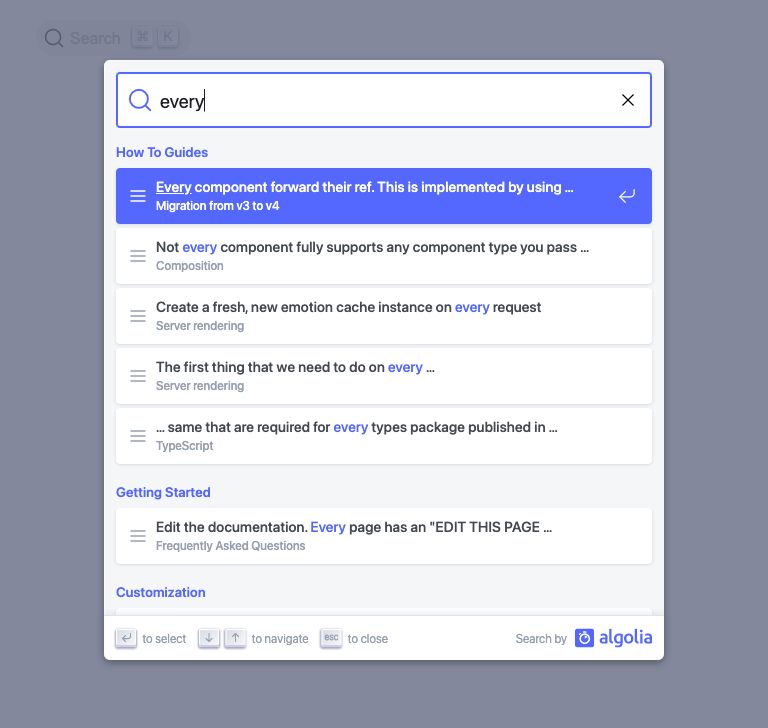 Search ⌘ K
every
How To Guides
Every component forward their ref. This is implemented by using ...
Migration from v3 to v4
Not every component fully supports any component type you pass ...
Composition
Create a fresh, new emotion cache instance on every request
Server rendering
The first thing that we need to do on every ...
Server rendering
... same that are required for every types package published in ...
TypeScript
Getting Started
Edit the documentation. Every page has an "EDIT THIS PAGE ...
Frequently Asked Questions
Customization
to select to navigate esc to close Search by algolia